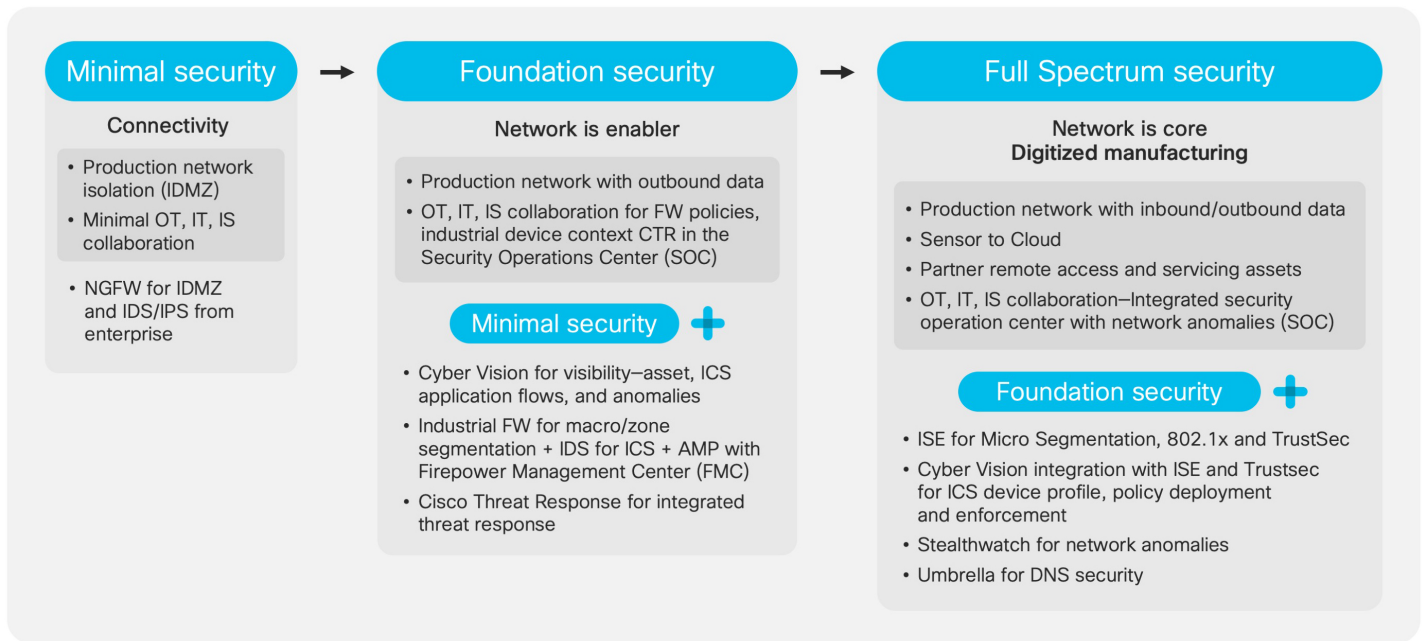 Minimal security
Connectivity
• Production network
isolation (IDMZ)
• Minimal OT, IT, IS
collaboration
• NGFW for IDMZ
and IDS/IPS from
enterprise
Foundation security
Network is enabler
• Production network with outbound data
• OT, IT, IS collaboration for FW policies,
industrial device context CTR in the
Security Operations Center (SOC)
Minimal security
• Cyber Vision for visibility—asset, ICS
application flows, and anomalies
• Industrial FW for macro/zone
segmentation + IDS for ICS + AMP with
Firepower Management Center (FMC)
• Cisco Threat Response for integrated
threat response
Full Spectrum security
Network is core
Digitized manufacturing
• Production network with inbound/outbound data
• Sensor to Cloud
• Partner remote access and servicing assets
• OT, IT, IS collaboration—Integrated security
operation center with network anomalies (SOC)
Foundation security
• ISE for Micro Segmentation, 802.1x and TrustSec
• Cyber Vision integration with ISE and Trustsec
for ICS device profile, policy deployment
and enforcement
• Stealthwatch for network anomalies
• Umbrella for DNS security